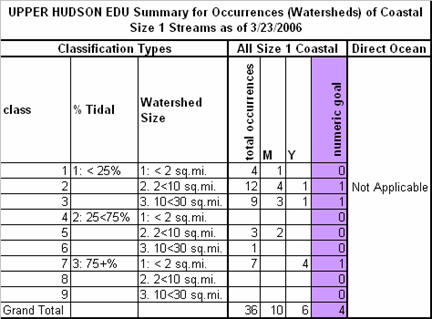 UPPER HUDSON EDU Summary for Occurrences (Watersheds) of Coastal
Size 1 Streams as of 3/23/2006
Classification Types All Size 1 Coastal Direct Ocean
class % Tidal Watershed Size total occurrences M Y numeric goal
1 1: < 25% 1: < 2 sq.mi. 4 1 0
2 2. 2<10 sq.mi. 12 4 1 1 Not Applicable
3 3. 10<30 sq.mi. 9 3 1 1
4 2: 25<75% 1: < 2 sq.mi. 0
5 2. 2<10 sq.mi. 3 2 0
6 3. 10<30 sq.mi. 1 0
7 3: 75+% 1: < 2 sq.mi. 7 4 1
8 2. 2<10 sq.mi. 0
9 3. 10<30 sq.mi. 0
Grand Total 36 10 6 4